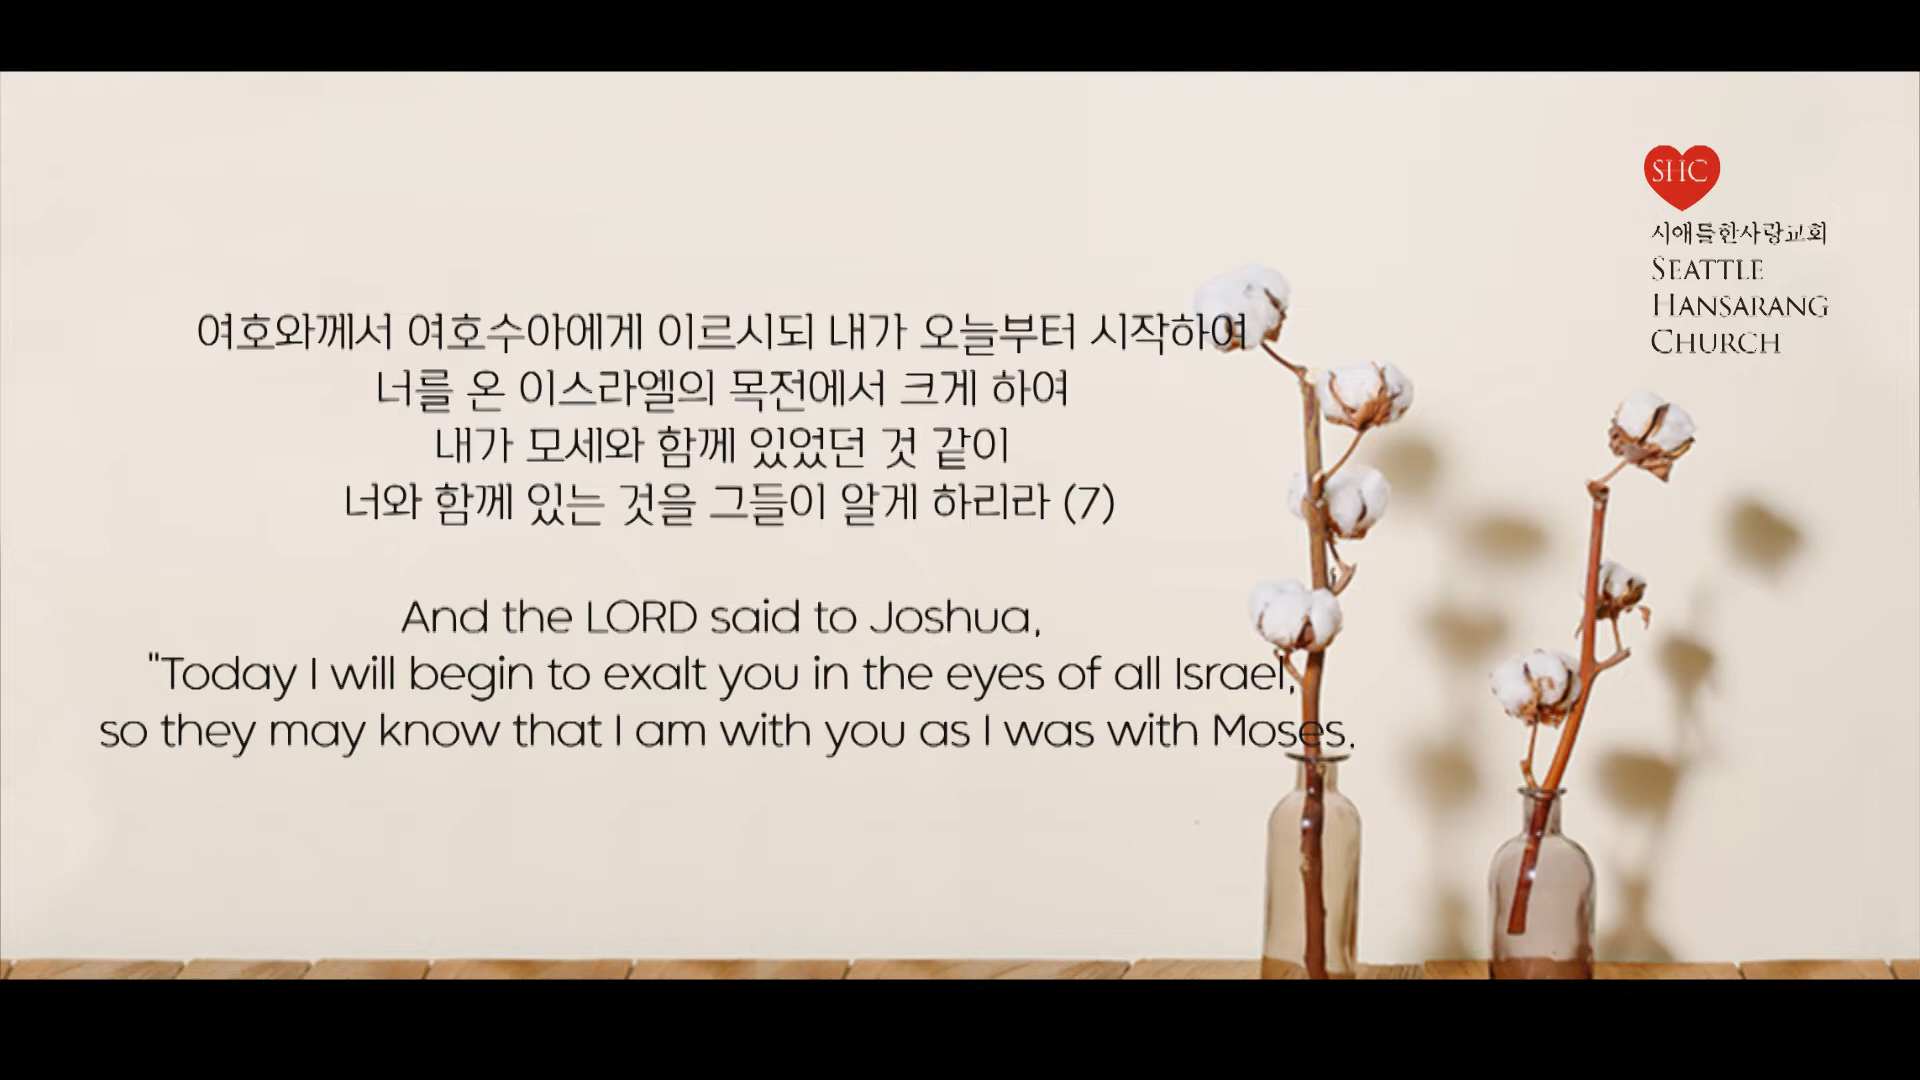 SHC
시애틀한사랑교회
SEATTLE
HANSARANG
CHURCH
여호와께서 여호수아에게 이르시되 내가 오늘부터 시작하여
너를 온 이스라엘의 목전에서 크게 하여
내가 모세와 함께 있었던 것 같이
너와 함께 있는 것을 그들이 알게 하리라 (7)
And the LORD said to Joshua,
"Today I will begin to exalt you in the eyes of all Israel,
so they may know that I am with you as I was with Moses.